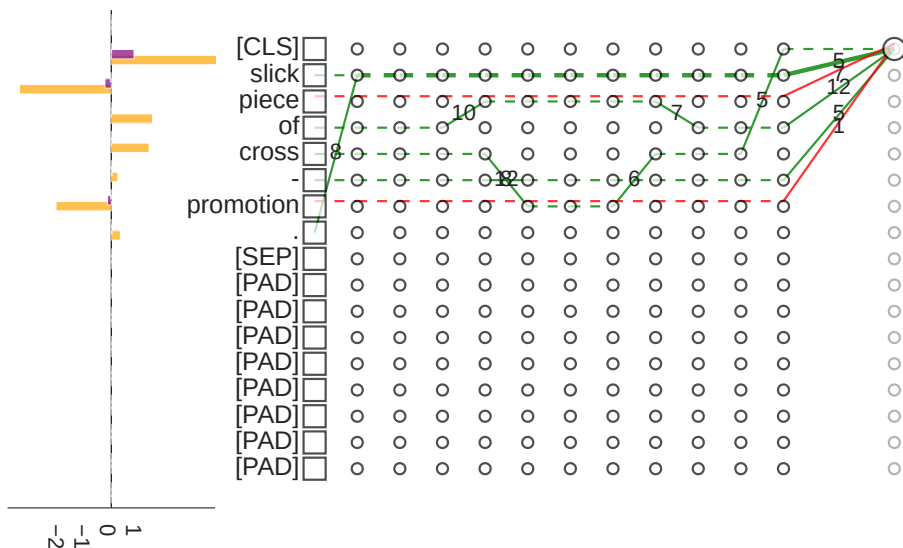 [CLS]
slick
piece
of
cross
-
promotion
.
[SEP]
[PAD]
[PAD]
[PAD]
[PAD]
[PAD]
[PAD]
[PAD]
[PAD]
8
10
6
7
5
5
7
12
5
1
-2
-1
0
1